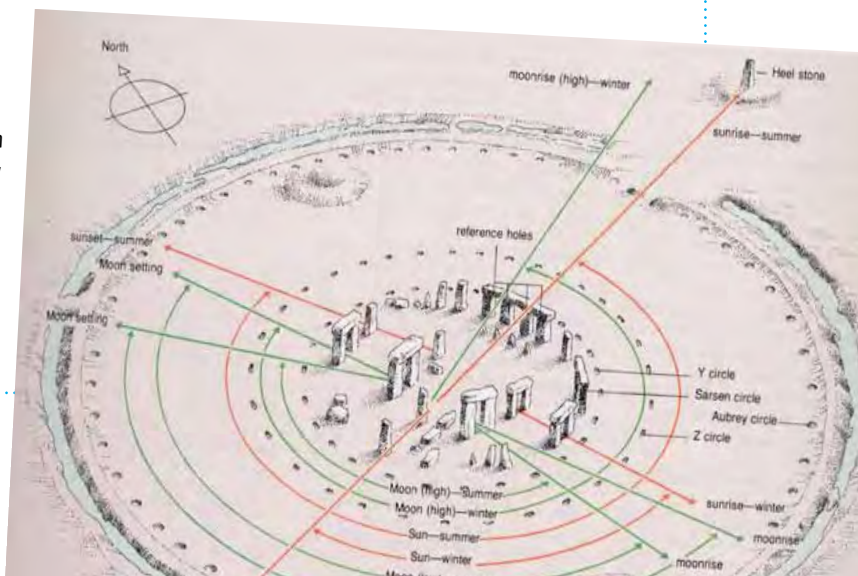 North
moonrise (high)—winter
Heel stone
sunrise—summer
reference holes
sunset—summer
Moon setting
Moon setting
Y circle
Sarsen circle
Aubrey circle
Z circle
Moon (high)—Summer
Moon (high)—winter
sunrise—winter
Sun—summer
moonrise
Sun—winter
moonrise